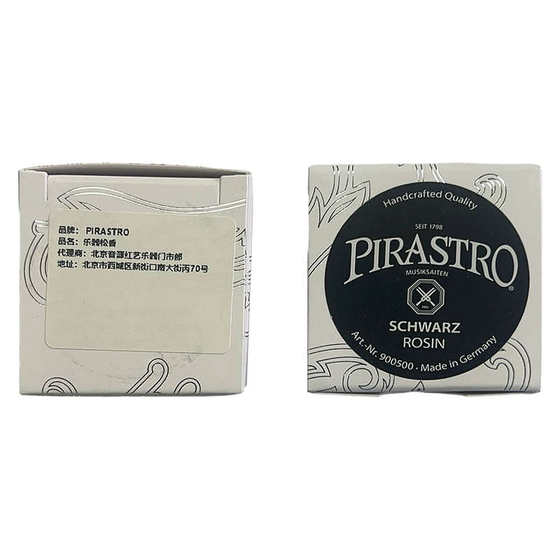 品牌： PIRASTRO
品名：乐器松香
代理商：北京音源红艺乐器门市部
地址：北京市西城区新街口南大街丙70号
Handcrafted Quality
SEIT 1798
PIRASTRO®
MUSIKSAITEN
SCHWARZ
ROSIN
Art.-Nr. 900500 · Made in Germany